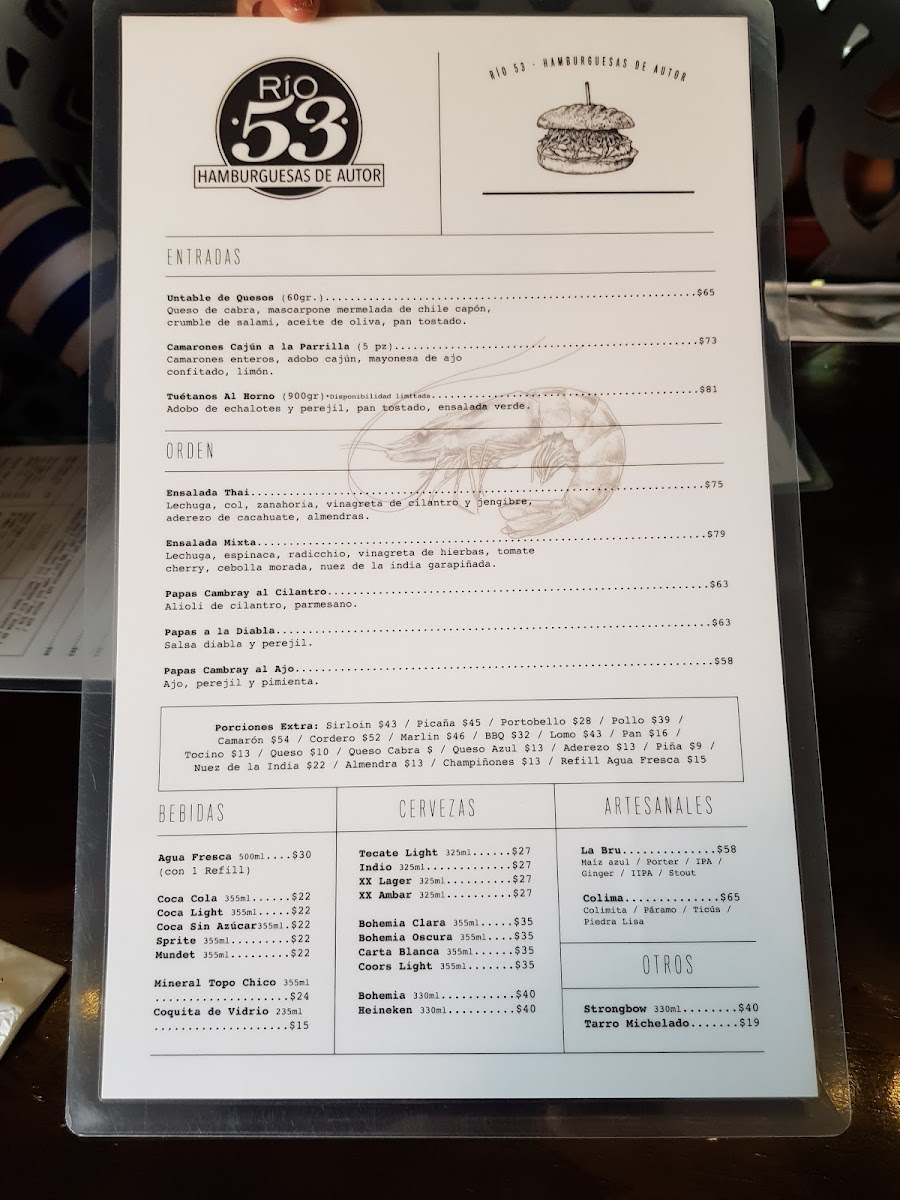 RÍO
·53·
HAMBURGUESAS DE AUTOR
RÍO 53 · HAMBURGUESAS DE AUTOR
ENTRADAS
Untable de Quesos (60gr.)...............$65
Queso de cabra, mascarpone mermelada de chile capón,
crumble de salami, aceite de oliva, pan tostado.
Camarones Cajún a la Parrilla (5 pz)...............$73
Camarones enteros, adobo cajún, mayonesa de ajo
confitado, limón.
Tuétanos Al Horno (900gr)*Disponibilidad limitada...............$81
Adobo de echalotes y perejil, pan tostado, ensalada verde.
ORDEN
Ensalada Thai...............$75
Lechuga, col, zanahoria, vinagreta de cilantro y jengibre,
aderezo de cacahuate, almendras.
Ensalada Mixta...............$79
Lechuga, espinaca, radicchio, vinagreta de hierbas, tomate
cherry, cebolla morada, nuez de la india garapiñada.
Papas Cambray al Cilantro...............$63
Alioli de cilantro, parmesano.
Papas a la Diabla...............$63
Salsa diabla y perejil.
Papas Cambray al Ajo...............$58
Ajo, perejil y pimienta.
Porciones Extra: Sirloin $43 / Picaña $45 / Portobello $28 / Pollo $39 /
Camarón $54 / Cordero $52 / Marlin $46 / BBQ $32 / Lomo $43 / Pan $16 /
Tocino $13 / Queso $10 / Queso Cabra $ / Queso Azul $13 / Aderezo $13 / Piña $9 /
Nuez de la India $22 / Almendra $13 / Champiñones $13 / Refill Agua Fresca $15
BEBIDAS
Agua Fresca 500ml....$30
(con 1 Refill)
Coca Cola 355ml......$22
Coca Light 355ml.....$22
Coca Sin Azúcar355ml.$22
Sprite 355ml.........$22
Mundet 355ml.........$22
Mineral Topo Chico 355ml
....................$24
Coquita de Vidrio 235ml
....................$15
CERVEZAS
Tecate Light 325ml......$27
Indio 325ml.............$27
XX Lager 325ml..........$27
XX Ambar 325ml..........$27
Bohemia Clara 355ml.....$35
Bohemia Oscura 355ml....$35
Carta Blanca 355ml......$35
Coors Light 355ml.......$35
Bohemia 330ml...........$40
Heineken 330ml..........$40
ARTESANALES
La Bru..............$58
Maíz azul / Porter / IPA /
Ginger / IIPA / Stout
Colima..............$65
Colimita / Páramo / Ticús /
Piedra Lisa
OTROS
Strongbow 330ml........$40
Tarro Michelado.......$19